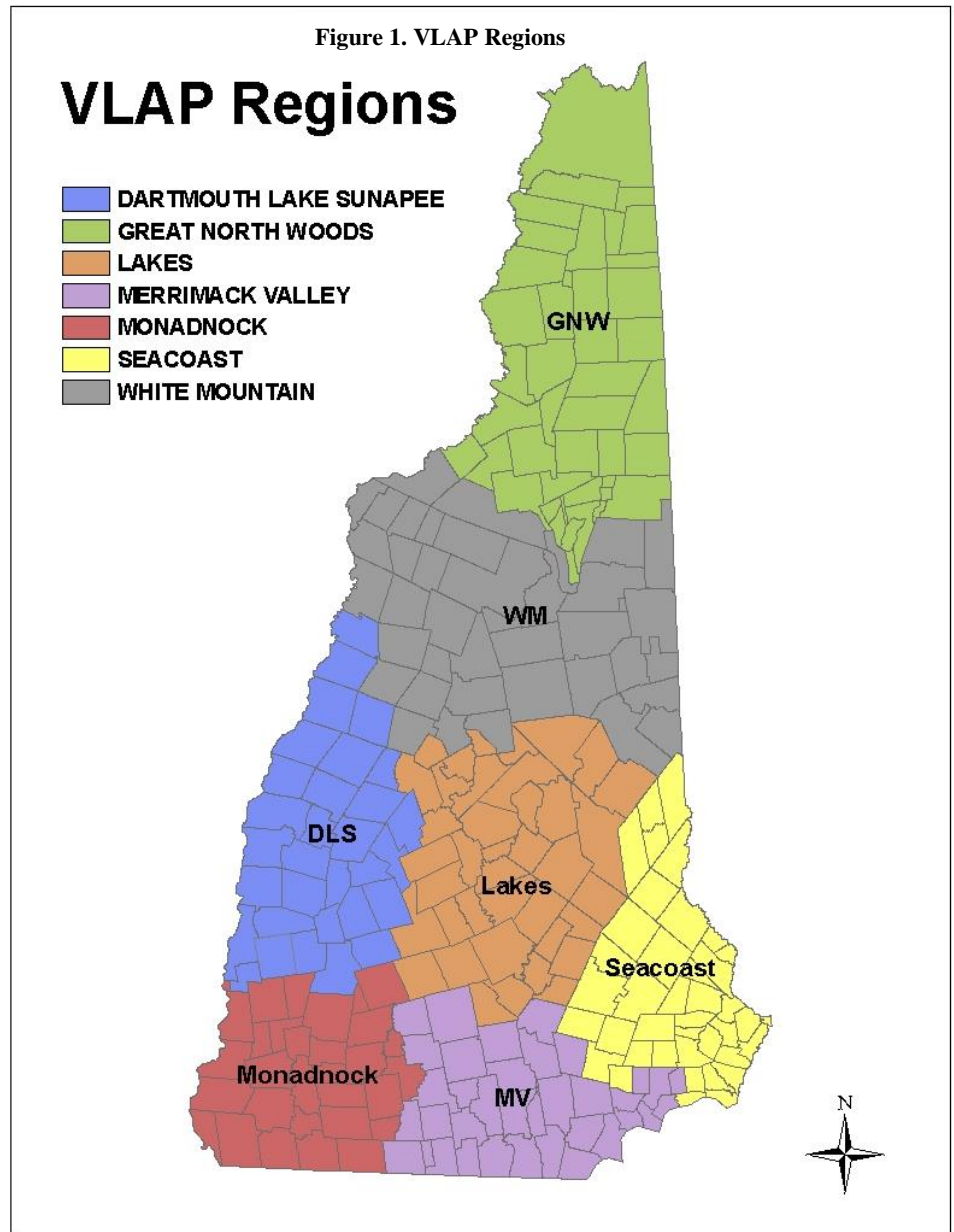 Figure 1. VLAP Regions
VLAP Regions
DARTMOUTH LAKE SUNAPEE
GREAT NORTH WOODS
LAKES
MERRIMACK VALLEY
MONADNOCK
SEACOAST
WHITE MOUNTAIN
GNW
WM
DLS
Lakes
Seacoast
Monadnock
MV
N